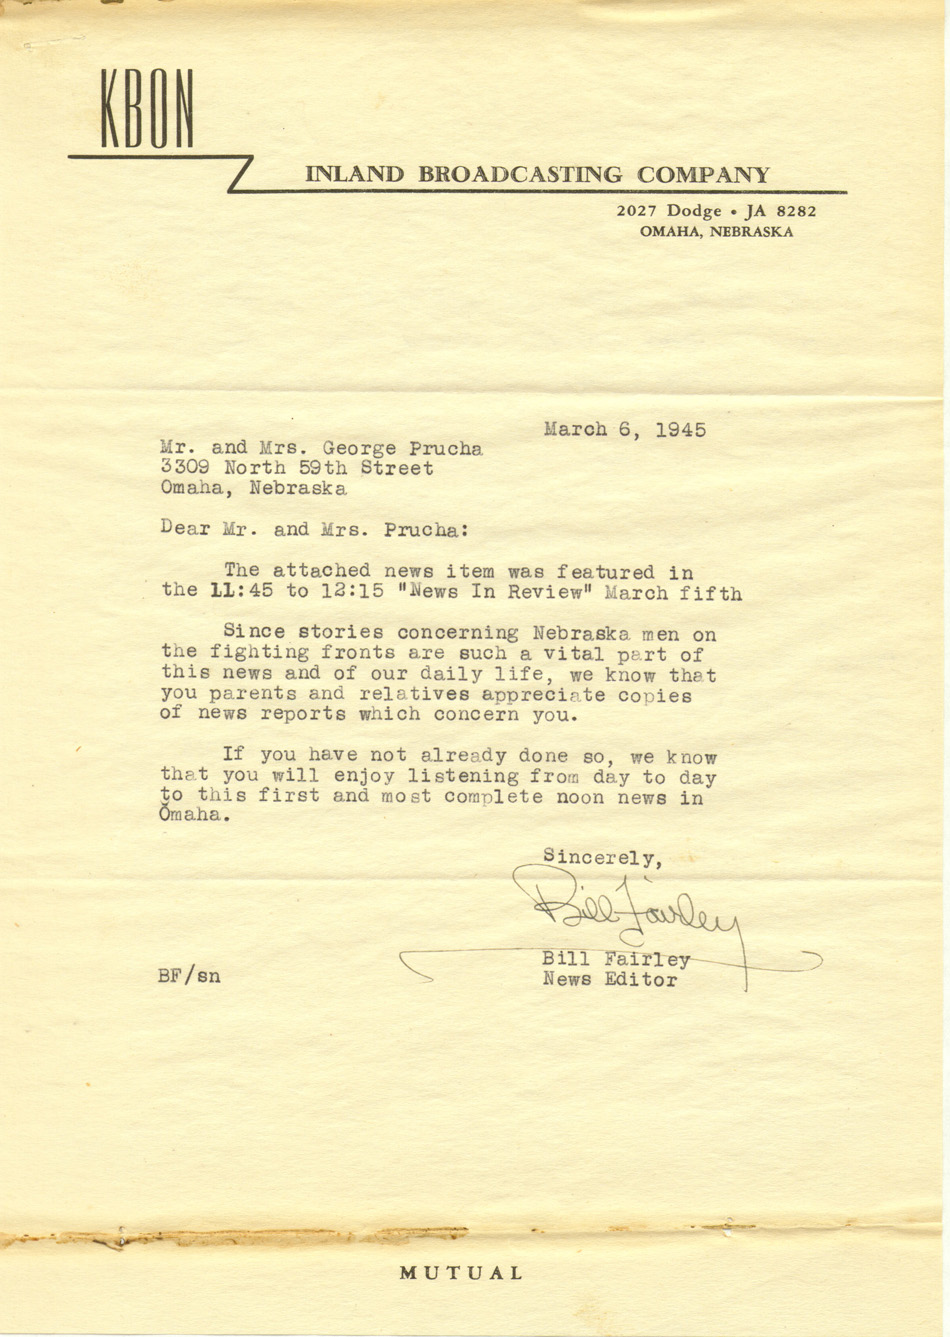 KBON
INLAND BROADCASTING COMPANY
2027 Dodge • JA 8282
OMAHA, NEBRASKA
March 6, 1945
Mr. and Mrs. George Prucha
3309 North 59th Street
Omaha, Nebraska
Dear Mr. and Mrs. Prucha:
The attached news item was featured in
the 11:45 to 12:15 "News In Review" March fifth
Since stories concerning Nebraska men on
the fighting fronts are such a vital part of
this news and of our daily life, we know that
you parents and relatives appreciate copies
of news reports which concern you.
If you have not already done so, we know
that you will enjoy listening from day to day
to this first and most complete noon news in
Omaha.
Sincerely,
Bill Fairley
Bill Fairley
BF/sn
News Editor
MUTUAL